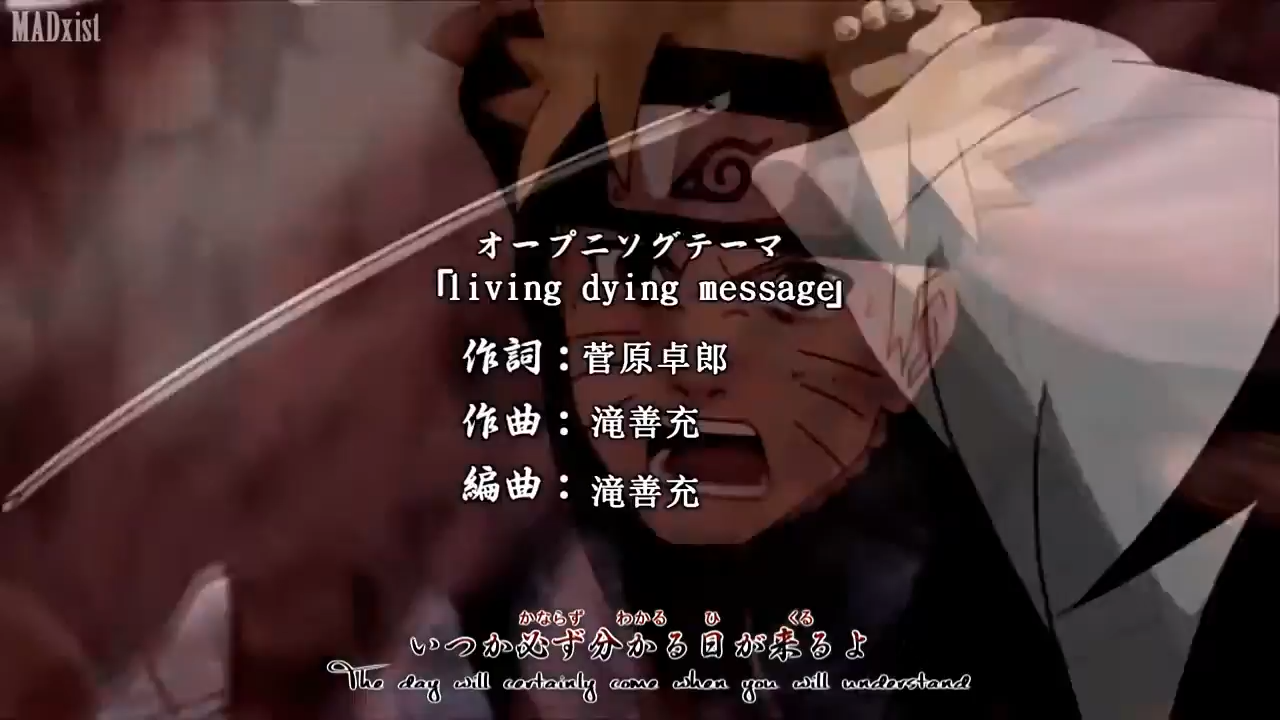 MADxist
オープニソグテーマ
「living dying message」
作詞：菅原卓郎
作曲：滝善充
編曲：滝善充
かならず わかる ひ くる
いつか必ず分かる日が来るよ
The day will certainly come when you will understand